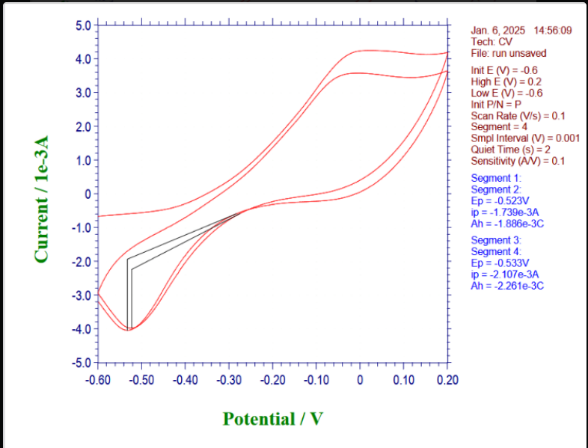 Jan. 6, 2025   14:56:09
Tech: CV
File: run unsaved
Init E (V) = -0.6
High E (V) = 0.2
Low E (V) = -0.6
Init P/N = P
Scan Rate (V/s) = 0.1
Segment = 4
Smpl Interval (V) = 0.001
Quiet Time (s) = 2
Sensitivity (A/V) = 0.1
Segment 1:
Segment 2:
Ep = -0.523V
ip = -1.739e-3A
Ah = -1.886e-3C
Segment 3:
Segment 4:
Ep = -0.533V
ip = -2.107e-3A
Ah = -2.261e-3C
Current / 1e-3A
5.0
4.0
3.0
2.0
1.0
0
-1.0
-2.0
-3.0
-4.0
5.0
-0.60 -0.50 -0.40 -0.30 -0.20 -0.10 0 0.10 0.20
Potential / V